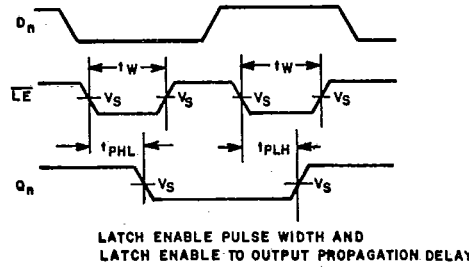 Dn
tW tW
LE VS VS VS VS
tPHL tPLH
Qn VS VS
LATCH ENABLE PULSE WIDTH AND
LATCH ENABLE TO OUTPUT PROPAGATION DELAY